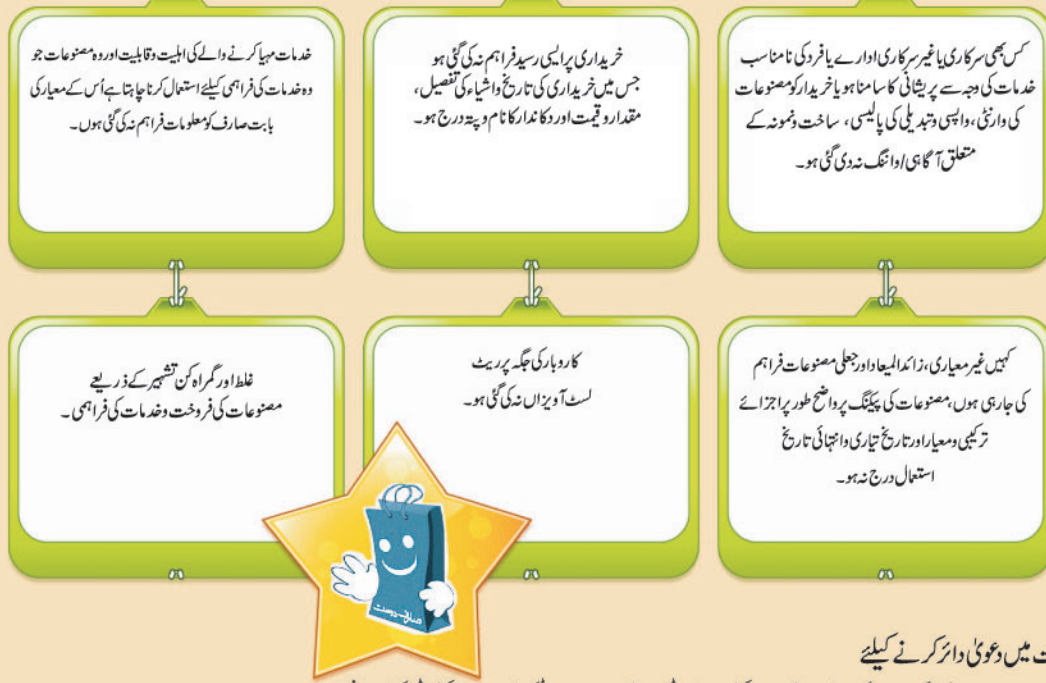 کسی بھی سرکاری یا غیر سرکاری ادارے یا فرد کی نامناسب
خدمات کی وجہ سے پریشانی کا سامنا ہو یا خریدار کو مصنوعات
کی وارنٹی، واپسی وتبدیلی کی پالیسی، ساخت ونمونہ کے
متعلق آگاہی/وارننگ نہ دی گئی ہو۔
خریداری پر ایسی رسید فراہم نہ کی گئی ہو
جس میں خریداری کی تاریخ و اشیاء کی تفصیل،
مقدار و قیمت اور دکاندار کا نام و پتہ درج ہو۔
خدمات مہیا کرنے والے کی اہلیت و قابلیت اور وہ مصنوعات جو
وہ خدمات کی فراہمی کیلئے استعمال کرنا چاہتا ہے اُس کے معیار کی
بابت صارف کو معلومات فراہم نہ کی گئی ہوں۔
کہیں غیر معیاری، زائد المیعاد اور جعلی مصنوعات فراہم
کی جارہی ہوں، مصنوعات کی پیکنگ پر واضح طور پر اجزائے
ترکیبی و معیار اور تاریخ تیاری و انتہائی تاریخ
استعمال درج نہ ہو۔
کاروبار کی جگہ پر ریٹ
لسٹ آویزاں نہ کی گئی ہو۔
غلط اور گمراہ کن تشہیر کے ذریعے
مصنوعات کی فروخت و خدمات کی فراہمی۔
صارف دوست
میں دعویٰ دائر کرنے کیلئے